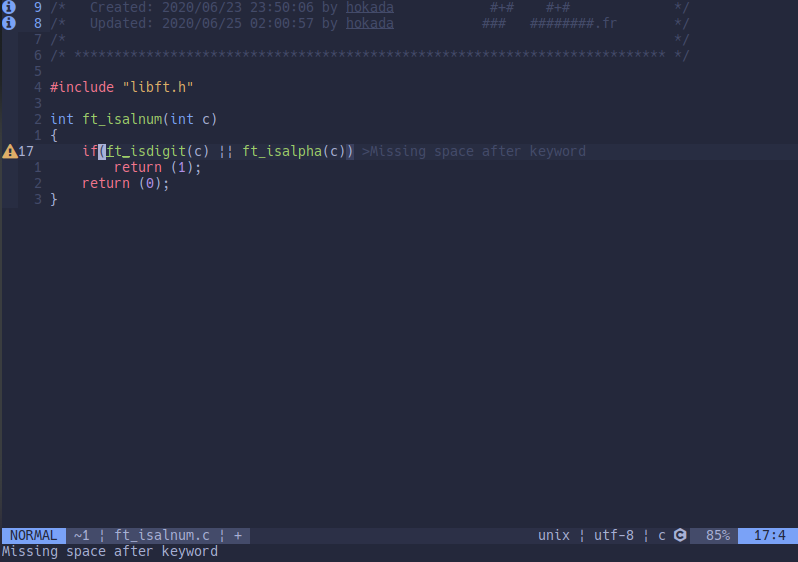 9 /*   Created: 2020/06/23 23:50:06 by hokada            #+#    #+#             */
8 /*   Updated: 2020/06/25 02:00:57 by hokada           ###   ########.fr       */
7 /*                                                                            */
6 /* ************************************************************************** */
5
4 #include "libft.h"
3
2 int ft_isalnum(int c)
1 {
17     if(ft_isdigit(c) || ft_isalpha(c)) >Missing space after keyword
1         return (1);
2     return (0);
3 }
NORMAL ~1 ¦ ft_isalnum.c ¦ + unix ¦ utf-8 ¦ c C 85% 17:4
Missing space after keyword